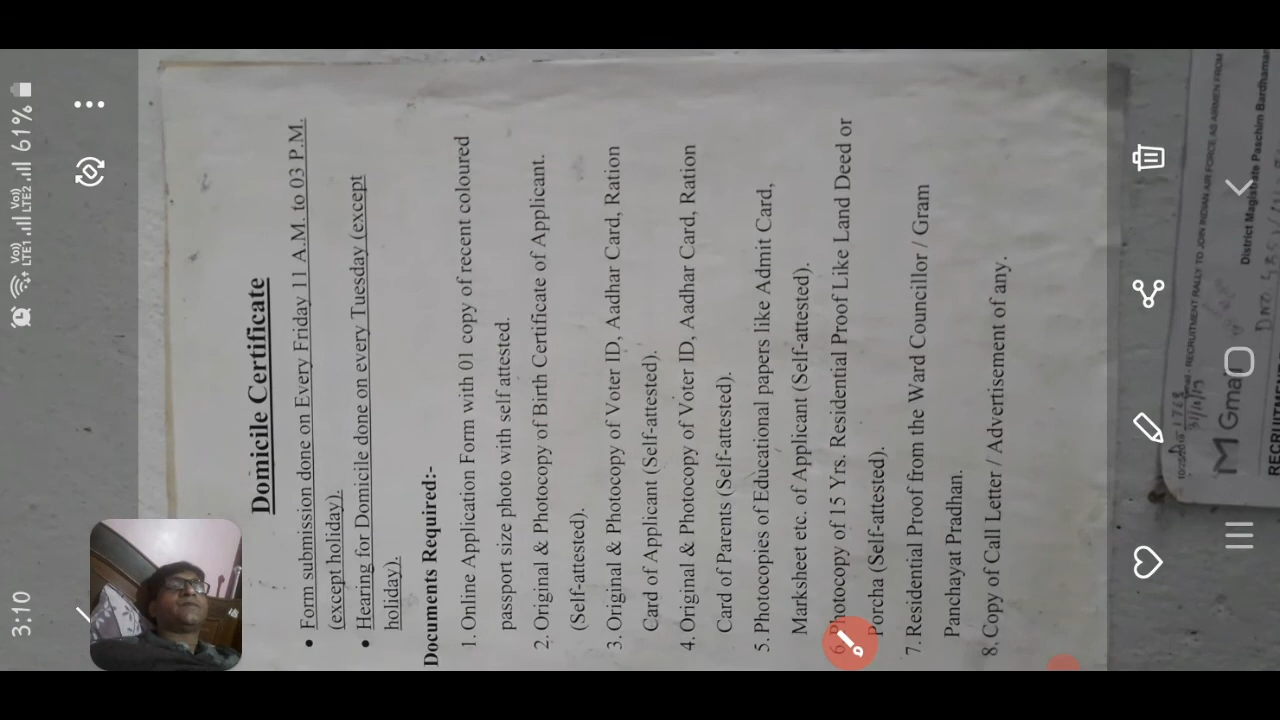 3:10
LTE1
LTE2
61%
Domicile Certificate
• Form submission done on Every Friday 11 A.M. to 03 P.M.
(except holiday).
• Hearing for Domicile done on every Tuesday (except
holiday).
Documents Required:-
1. Online Application Form with 01 copy of recent coloured
passport size photo with self attested.
2. Original & Photocopy of Birth Certificate of Applicant.
(Self-attested).
3. Original & Photocopy of Voter ID, Aadhar Card, Ration
Card of Applicant (Self-attested).
4. Original & Photocopy of Voter ID, Aadhar Card, Ration
Card of Parents (Self-attested).
5. Photocopies of Educational papers like Admit Card,
Marksheet etc. of Applicant (Self-attested).
6. Photocopy of 15 Yrs. Residential Proof Like Land Deed or
Porcha (Self-attested).
7. Residential Proof from the Ward Councillor / Gram
Panchayat Pradhan.
8. Copy of Call Letter / Advertisement of any.
RECRUITMENT RALLY TO JOIN INDIAN AIR FORCE AS AIRMEN FROM
M Gmail
District Magistrate Paschim Bardhaman
RECRUITMENT